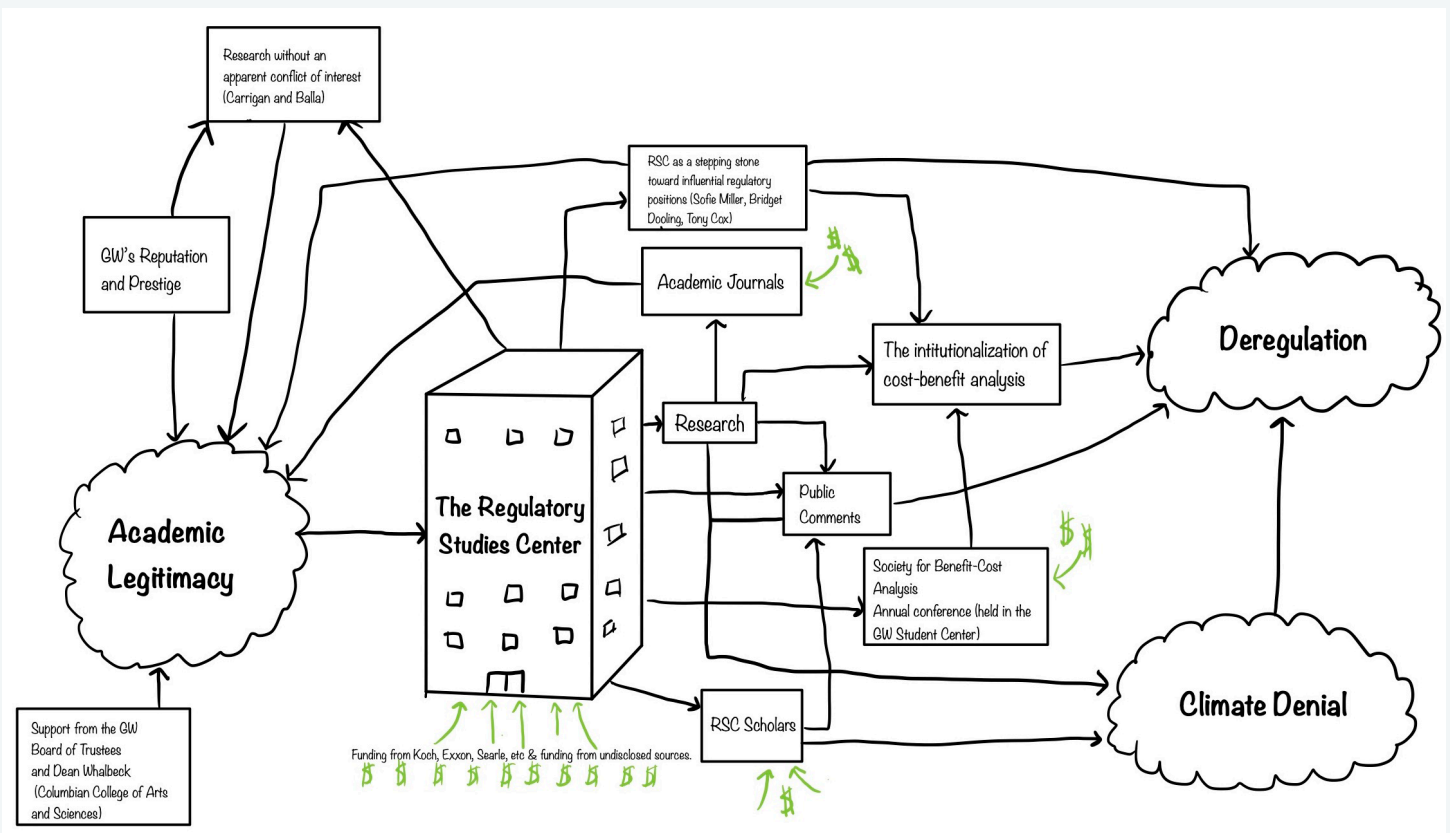 Research without an
apparent conflict of interest
(Carrigan and Balla)
RSC as a stepping stone
toward influential regulatory
positions (Sofie Miller, Bridget
Dooling, Tony Cox)
GW's Reputation
and Prestige
Academic Journals
$
$
Deregulation
The intitutionalization of
cost-benefit analysis
Research
The Regulatory
Studies Center
Public
Comments
Academic
Legitimacy
$ $
Society for Benefit-Cost
Analysis
Annual conference (held in the
GW Student Center)
Climate Denial
RSC Scholars
Support from the GW
Board of Trustees
and Dean Whalbeck
(Columbian College of Arts
and Sciences)
Funding from Koch, Exxon, Searle, etc & funding from undisclosed sources.
$ $ $ $ $ $ $ $ $ $
$